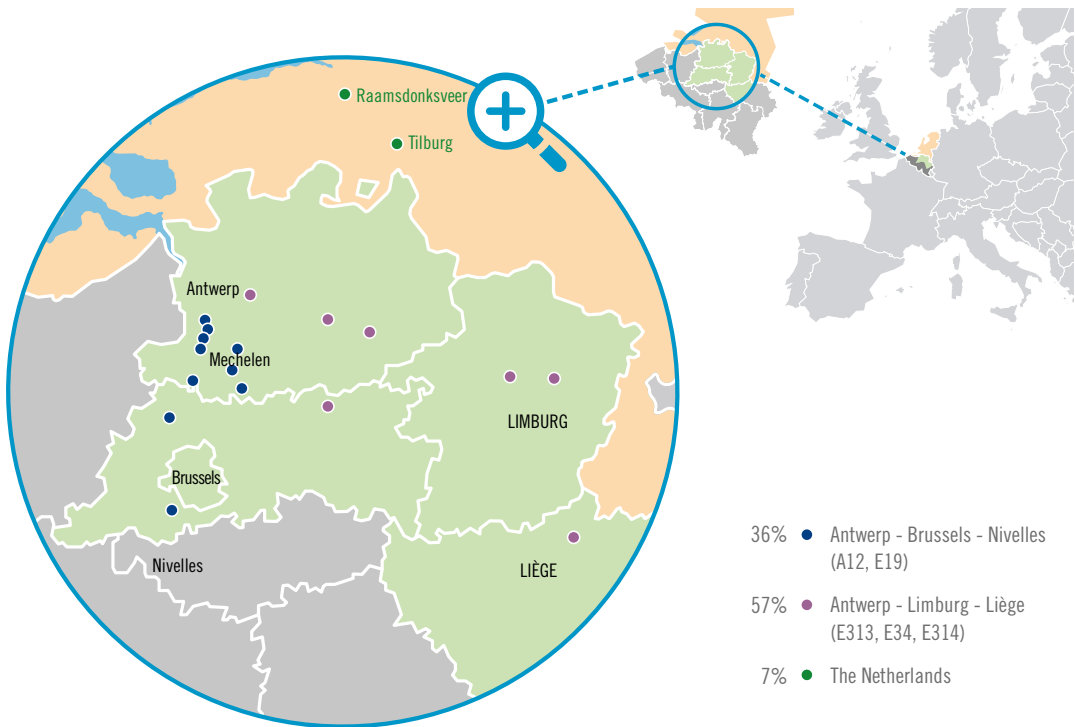 Raamsdonksveer
Tilburg
Antwerp
Mechelen
LIMBURG
Brussels
Nivelles
LIÈGE
36% Antwerp - Brussels - Nivelles
(A12, E19)
57% Antwerp - Limburg - Liège
(E313, E34, E314)
7% The Netherlands